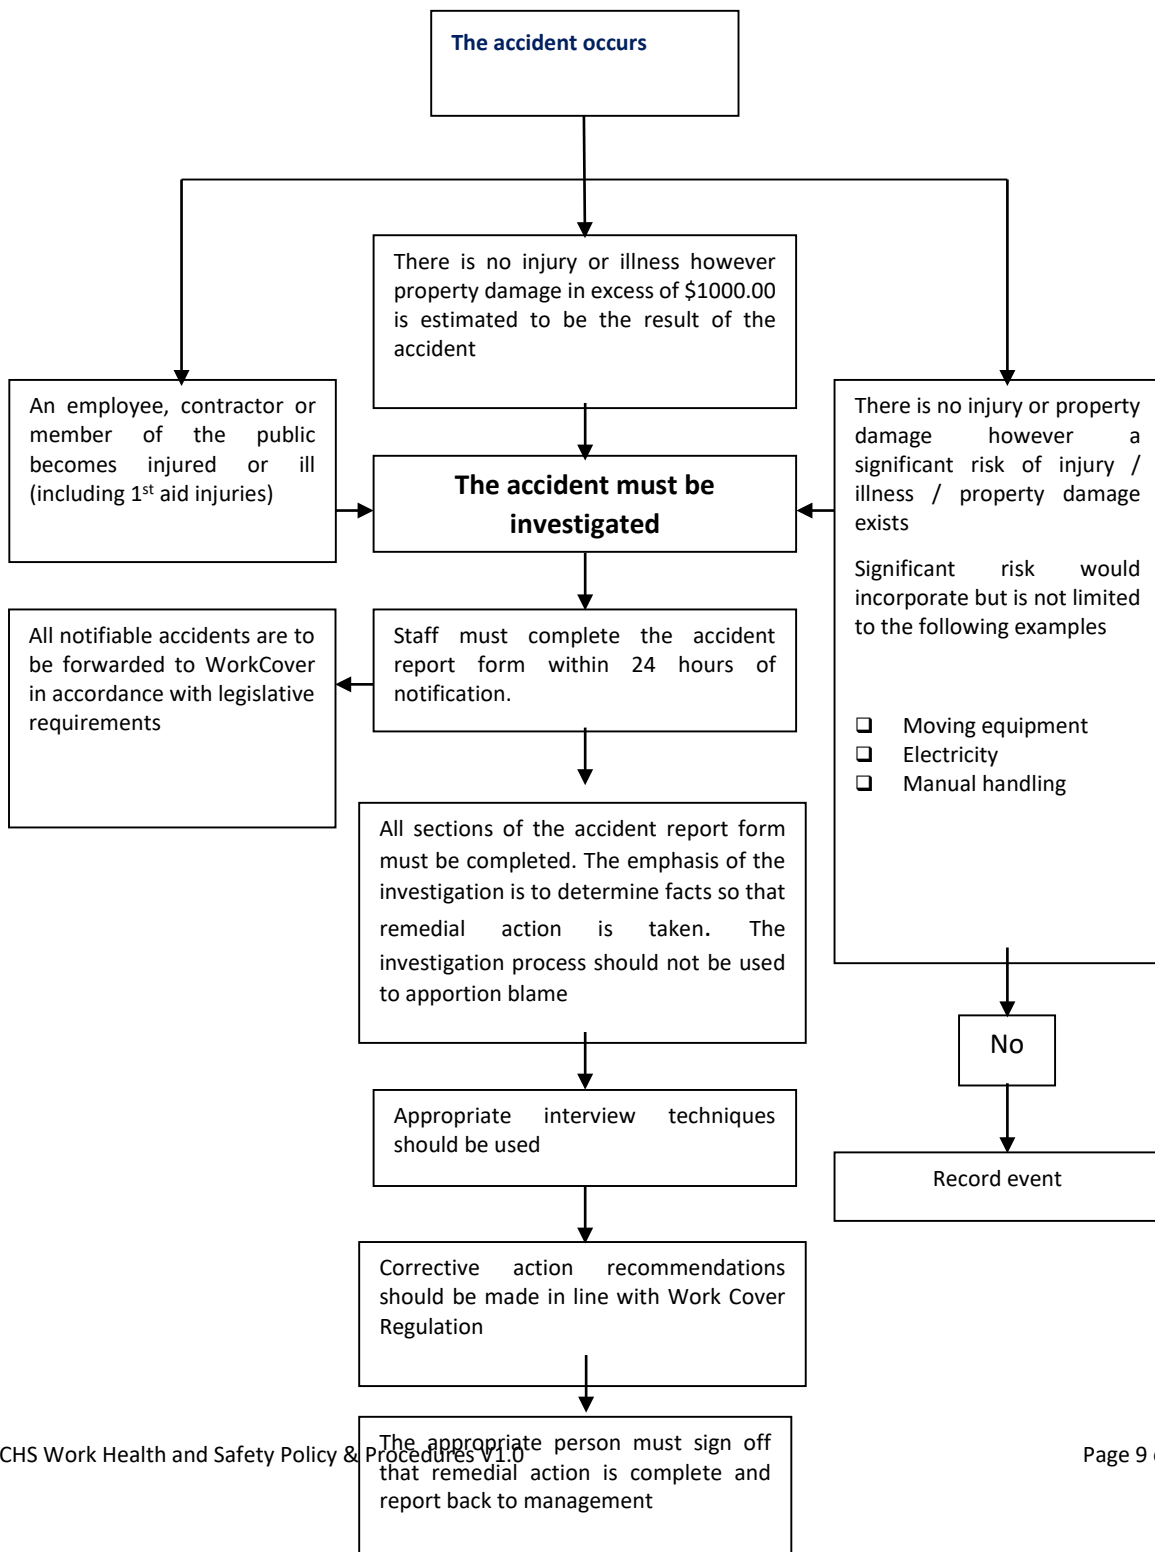 The accident occurs
There is no injury or illness however
property damage in excess of $1000.00
is estimated to be the result of the
accident
An employee, contractor or
member of the public
becomes injured or ill
(including 1st aid injuries)
The accident must be
investigated
There is no injury or property
damage however a
significant risk of injury /
illness / property damage
exists
Significant risk would
incorporate but is not limited
to the following examples
❑ Moving equipment
❑ Electricity
❑ Manual handling
All notifiable accidents are to
be forwarded to WorkCover
in accordance with legislative
requirements
Staff must complete the accident
report form within 24 hours of
notification.
All sections of the accident report form
must be completed. The emphasis of the
investigation is to determine facts so that
remedial action is taken. The
investigation process should not be used
to apportion blame
No
Appropriate interview techniques
should be used
Record event
Corrective action recommendations
should be made in line with Work Cover
Regulation
The appropriate person must sign off
that remedial action is complete and
report back to management
CHS Work Health and Safety Policy & Procedures V1.0
Page 9